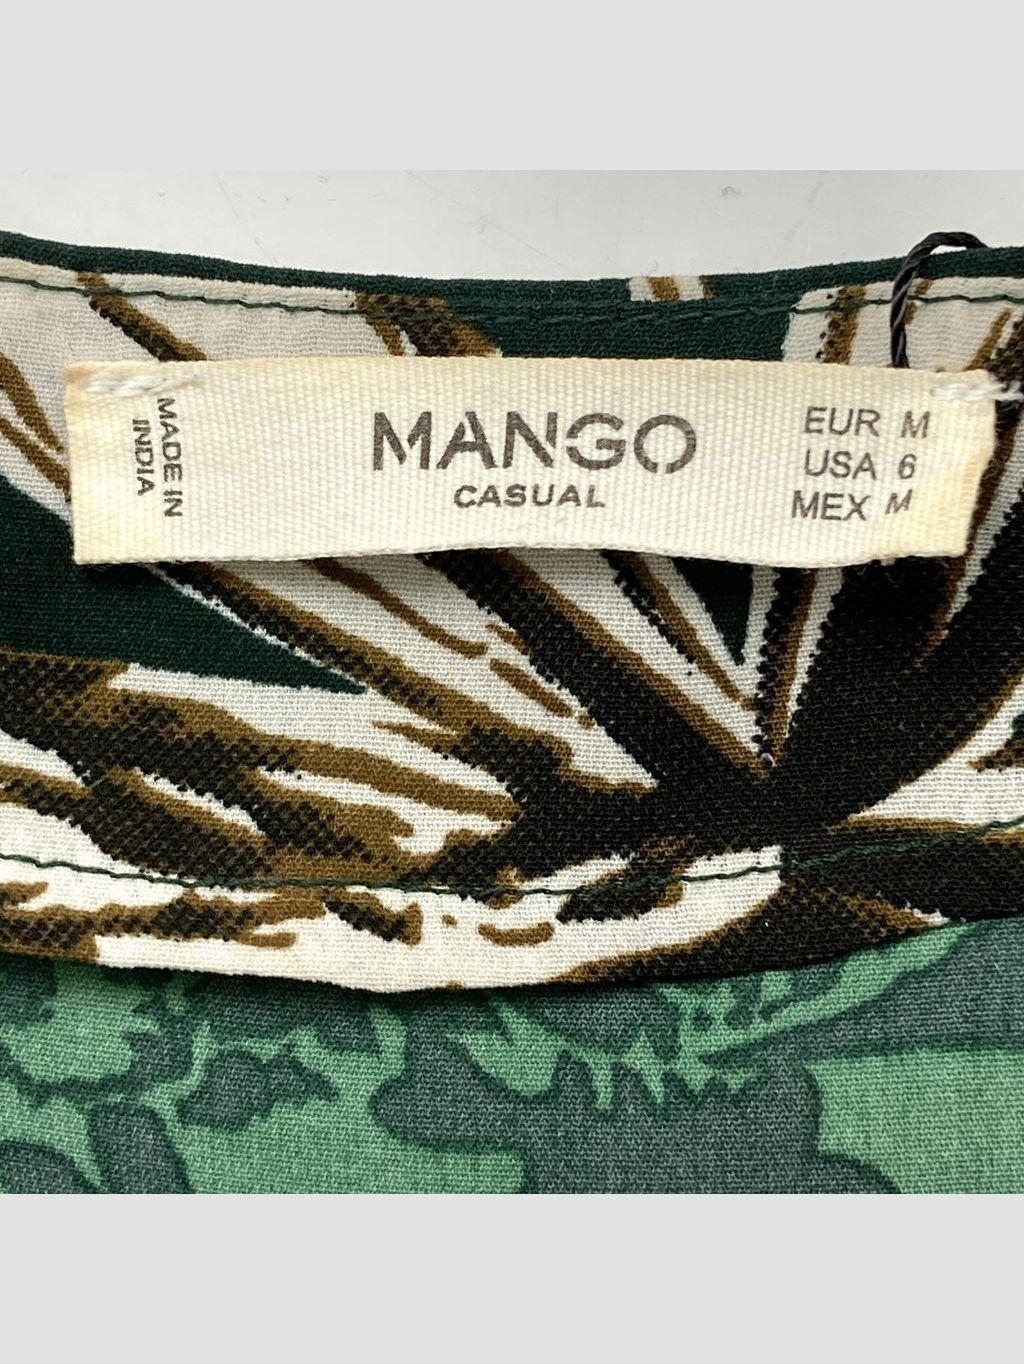 MADE IN
INDIA
MANGO
CASUAL
EUR M
USA 6
MEX M